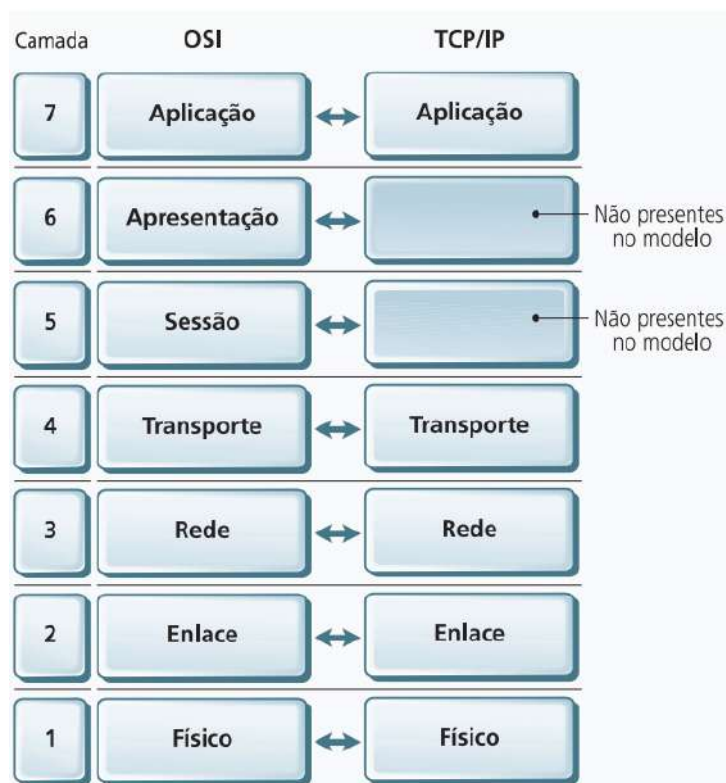 Camada OSI TCP/IP
7 Aplicação Aplicação
6 Apresentação Não presentes
no modelo
5 Sessão Não presentes
no modelo
4 Transporte Transporte
3 Rede Rede
2 Enlace Enlace
1 Físico Físico